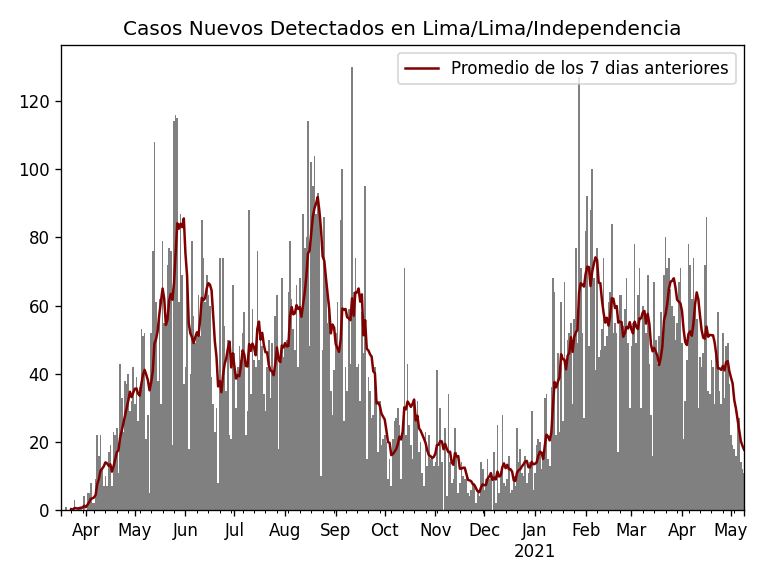 Casos Nuevos Detectados en Lima/Lima/Independencia
Promedio de los 7 dias anteriores
120
100
80
60
40
20
0
Apr May Jun Jul Aug Sep Oct Nov Dec Jan Feb Mar Apr May
2021